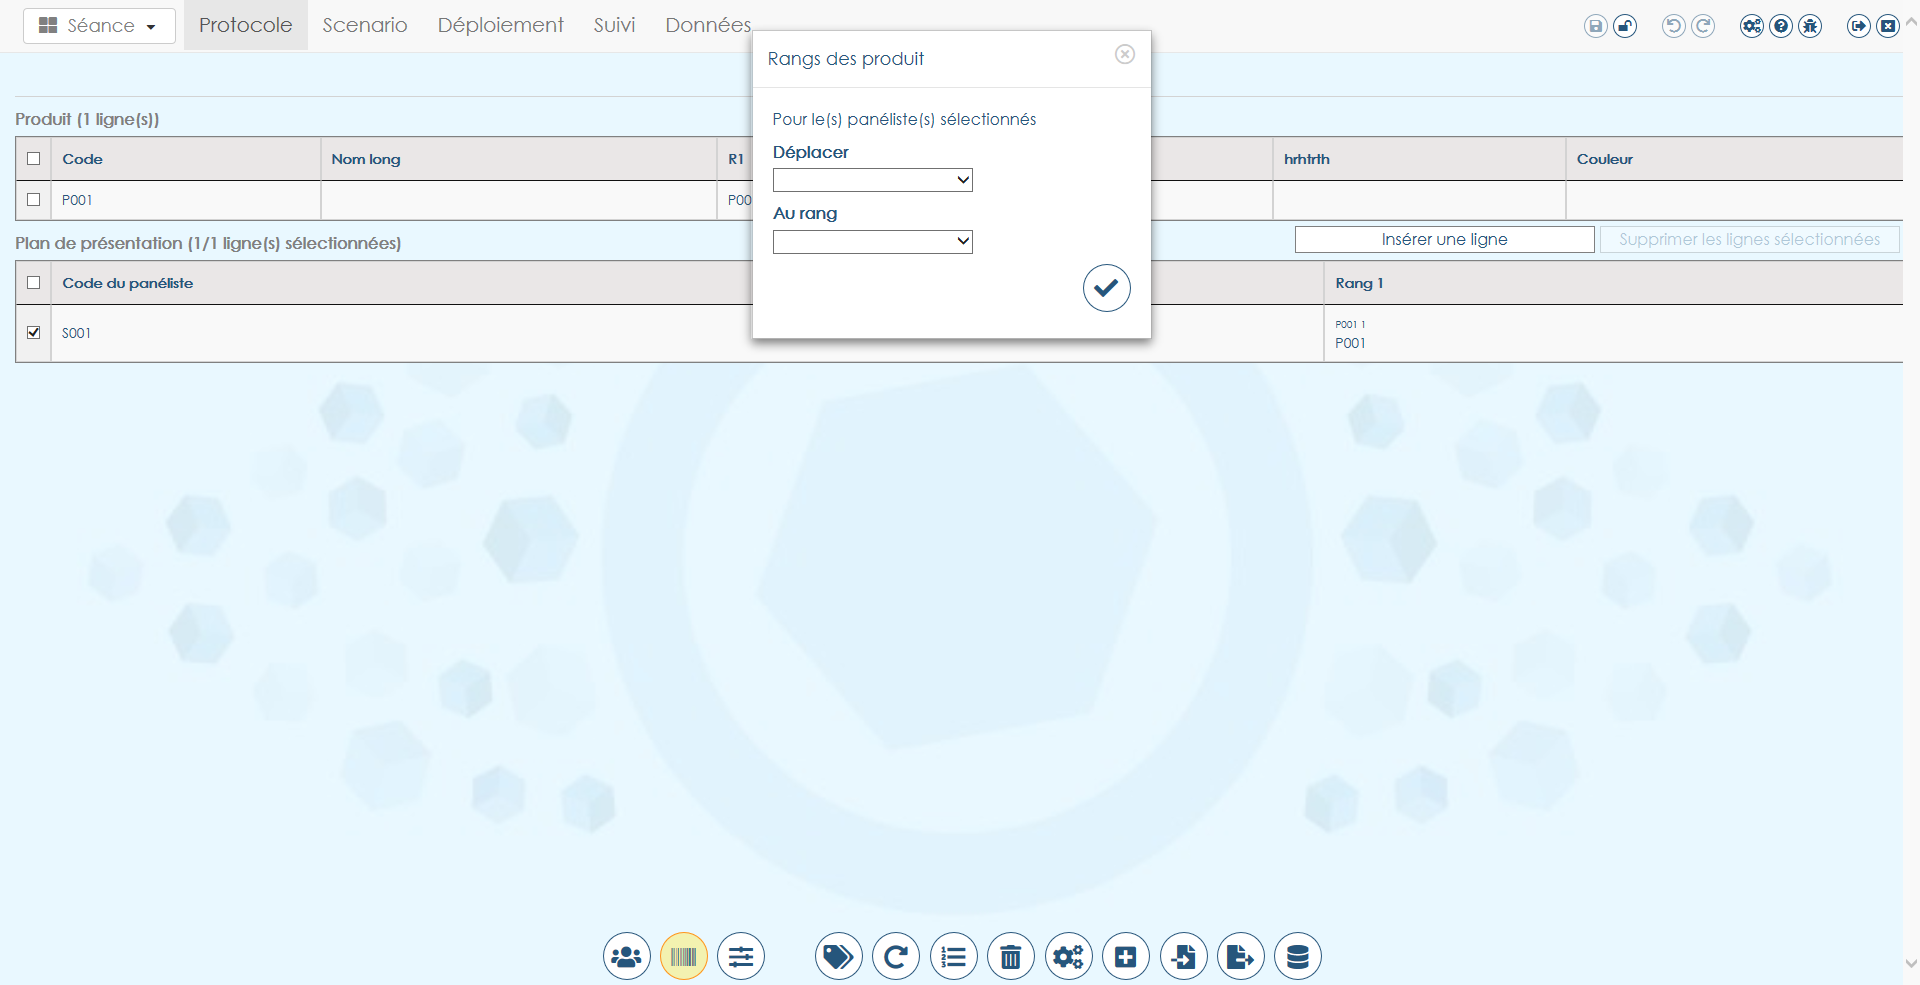 Séance
Protocole
Scenario
Déploiement
Suivi
Données
Rangs des produit
Pour le(s) panéliste(s) sélectionnés
Déplacer
Au rang
Produit (1 ligne(s))
Code
Nom long
R1
hrhtrth
Couleur
P001
P00
Plan de présentation (1/1 ligne(s) sélectionnées)
Insérer une ligne
Supprimer les lignes sélectionnées
Code du panéliste
Rang 1
S001
P001 1
P001